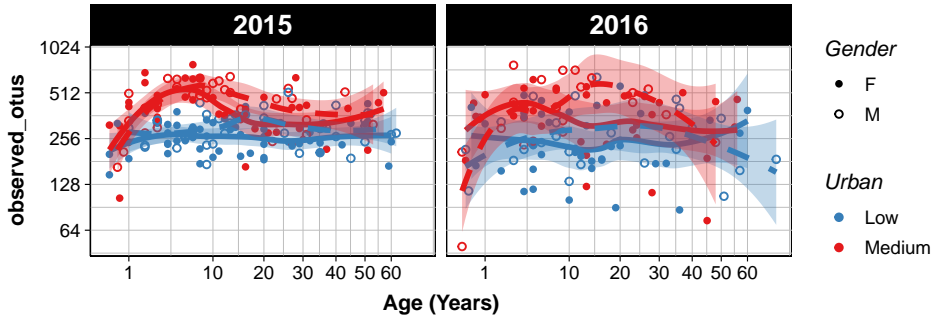 2015 2016
observed_otus
1024
512
256
128
64
1 10 20 30 40 50 60
1 10 20 30 40 50 60
Age (Years)
Gender
F
M
Urban
Low
Medium